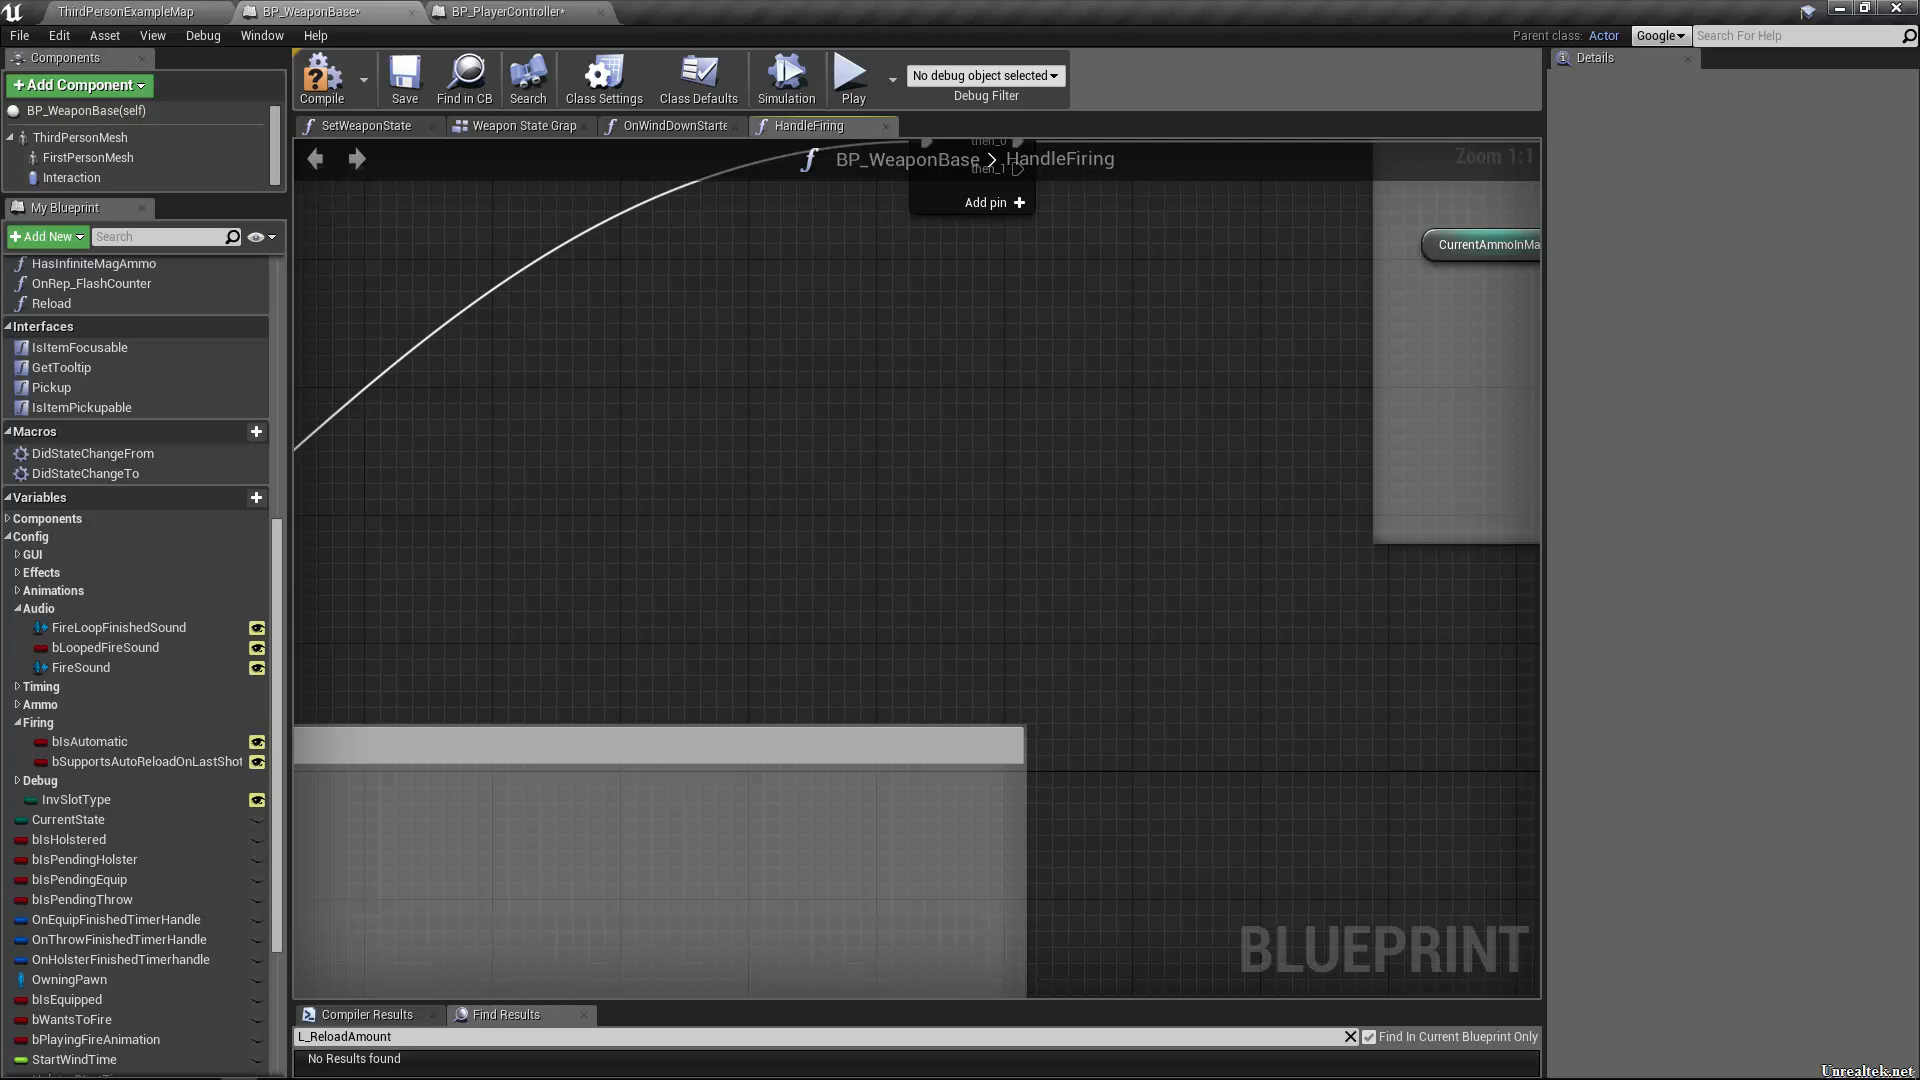 ThirdPersonExampleMap
BP_WeaponBase*
BP_PlayerController*
File Edit Asset View Debug Window Help
Parent class: Actor
Google
Search For Help
Components
Add Component
BP_WeaponBase(self)
ThirdPersonMesh
FirstPersonMesh
Interaction
Compile
Save
Find in CB
Search
Class Settings
Class Defaults
Simulation
Play
No debug object selected
Debug Filter
Details
SetWeaponState
Weapon State Grap
OnWindDownStarte
HandleFiring
BP_WeaponBase > HandleFiring
Zoom 1:1
then_0
then_1
Add pin
CurrentAmmoInMa
My Blueprint
Add New
Search
HasInfiniteMagAmmo
OnRep_FlashCounter
Reload
Interfaces
IsItemFocusable
GetTooltip
Pickup
IsItemPickupable
Macros
DidStateChangeFrom
DidStateChangeTo
Variables
Components
Config
GUI
Effects
Animations
Audio
FireLoopFinishedSound
bLoopedFireSound
FireSound
Timing
Ammo
Firing
bIsAutomatic
bSupportsAutoReloadOnLastShot
Debug
InvSlotType
CurrentState
bIsHolstered
bIsPendingHolster
bIsPendingEquip
bIsPendingThrow
OnEquipFinishedTimerHandle
OnThrowFinishedTimerHandle
OnHolsterFinishedTimerhandle
OwningPawn
bIsEquipped
bWantsToFire
bPlayingFireAnimation
StartWindTime
BLUEPRINT
Compiler Results
Find Results
L_ReloadAmount
Find In Current Blueprint Only
No Results found
Unrealtek.net